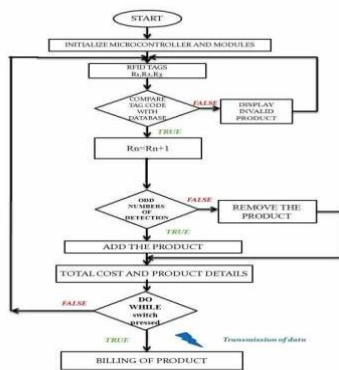 START
INITIALIZE MICROCONTROLLER AND MODULES
RFID TAGS
R1,R2,R3
COMPARE
TAG CODE
WITH
DATABASE
FALSE
DISPLAY
INVALID
PRODUCT
TRUE
Rn=Rn+1
ODD
NUMBERS
OF
DETECTION
FALSE
REMOVE THE
PRODUCT
TRUE
ADD THE PRODUCT
TOTAL COST AND PRODUCT DETAILS
FALSE
DO
WHILE
switch
pressed
TRUE
Transmission of data
BILLING OF PRODUCT